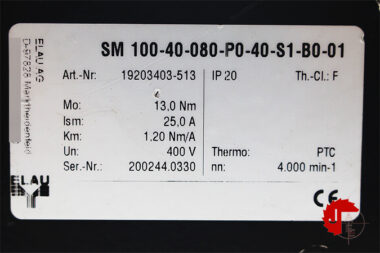 ELAU AG
D-97828 Marktheidenfeld
SM 100-40-080-P0-40-S1-B0-01
Art.-Nr: 19203403-513 IP 20 Th.-Cl.: F
Mo: 13,0 Nm
Ism: 25,0 A
Km: 1,20 Nm/A
Un: 400 V Thermo: PTC
Ser.-Nr.: 200244.0330 nn: 4.000 min-1
ELAU
CE